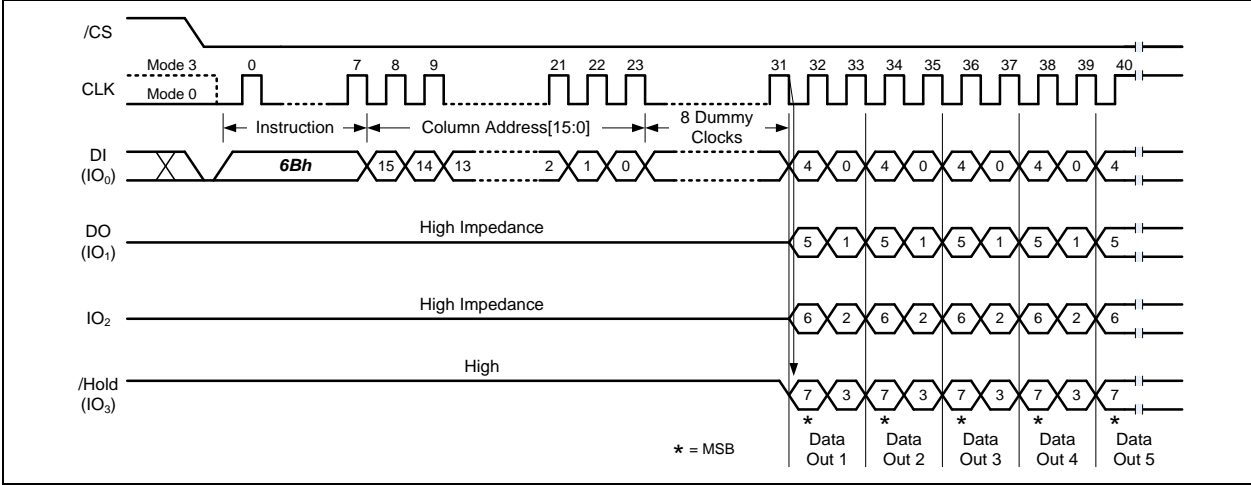 /CS
Mode 3 0 7 8 9 21 22 23 31 32 33 34 35 36 37 38 39 40
CLK
Mode 0
Instruction Column Address[15:0] 8 Dummy
Clocks
DI
(IO₀)
6Bh 15 14 13 2 1 0 4 0 4 0 4 0 4 0 4
DO
(IO₁)
High Impedance
5 1 5 1 5 1 5 1 5
High Impedance
IO₂
6 2 6 2 6 2 6 2 6
High
/Hold
(IO₃)
7 3 7 3 7 3 7 3 7
* * * * *
* = MSB
Data
Out 1
Data
Out 2
Data
Out 3
Data
Out 4
Data
Out 5